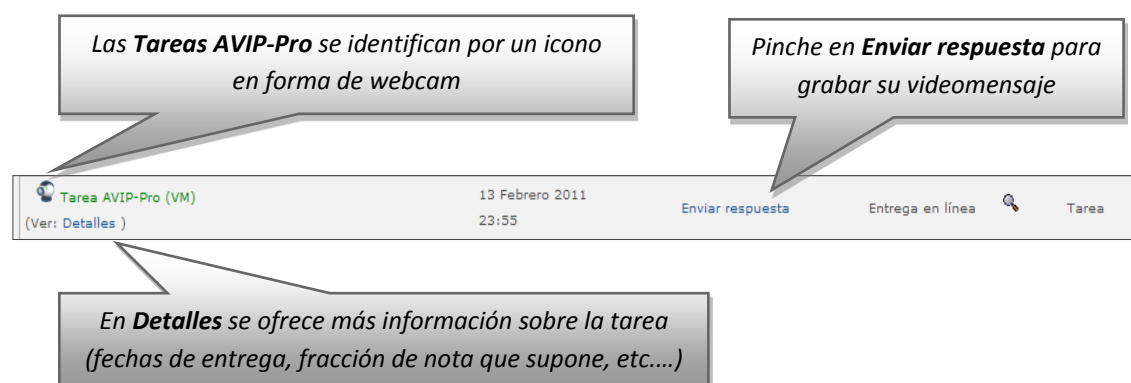 Las Tareas AVIP-Pro se identifican por un icono
en forma de webcam
Pinche en Enviar respuesta para
grabar su videomensaje
Tarea AVIP-Pro (VM)
(Ver: Detalles )
13 Febrero 2011
23:55
Enviar respuesta
Entrega en línea
Tarea
En Detalles se ofrece más información sobre la tarea
(fechas de entrega, fracción de nota que supone, etc.…)